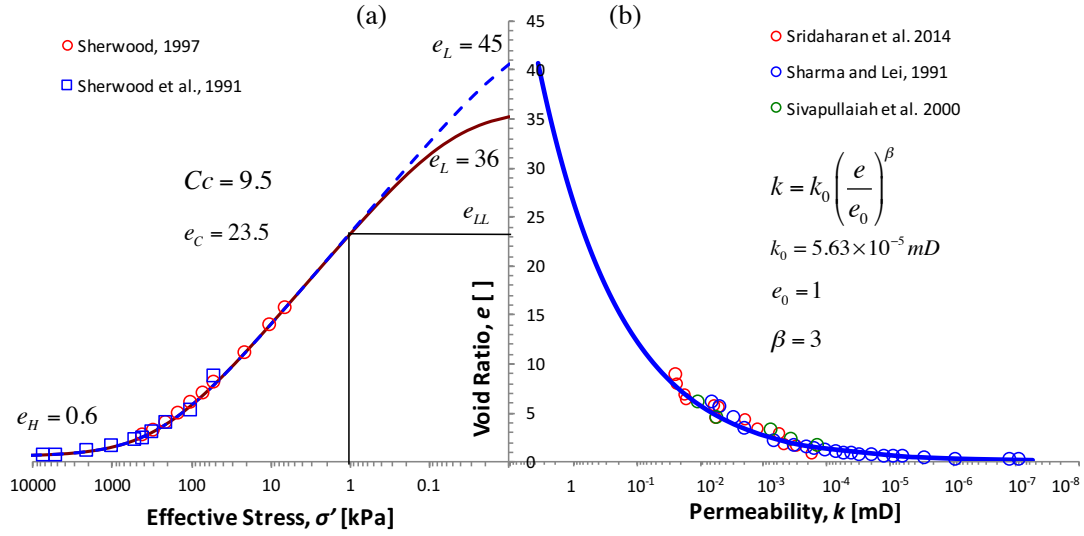 (a)
Sherwood, 1997
Sherwood et al., 1991
e_L = 45
e_L = 36
Cc = 9.5
e_C = 23.5
e_LL
e_H = 0.6
10000 1000 100 10 1 0.1
Effective Stress, σ' [kPa]
45
40
35
30
25
20
15
10
5
0
Void Ratio, e [ ]
(b)
Sridaharan et al. 2014
Sharma and Lei, 1991
Sivapullaiah et al. 2000
k = k₀ (e / e₀)^β
k₀ = 5.63×10⁻⁵ mD
e₀ = 1
β = 3
1 10⁻¹ 10⁻² 10⁻³ 10⁻⁴ 10⁻⁵ 10⁻⁶ 10⁻⁷ 10⁻⁸
Permeability, k [mD]